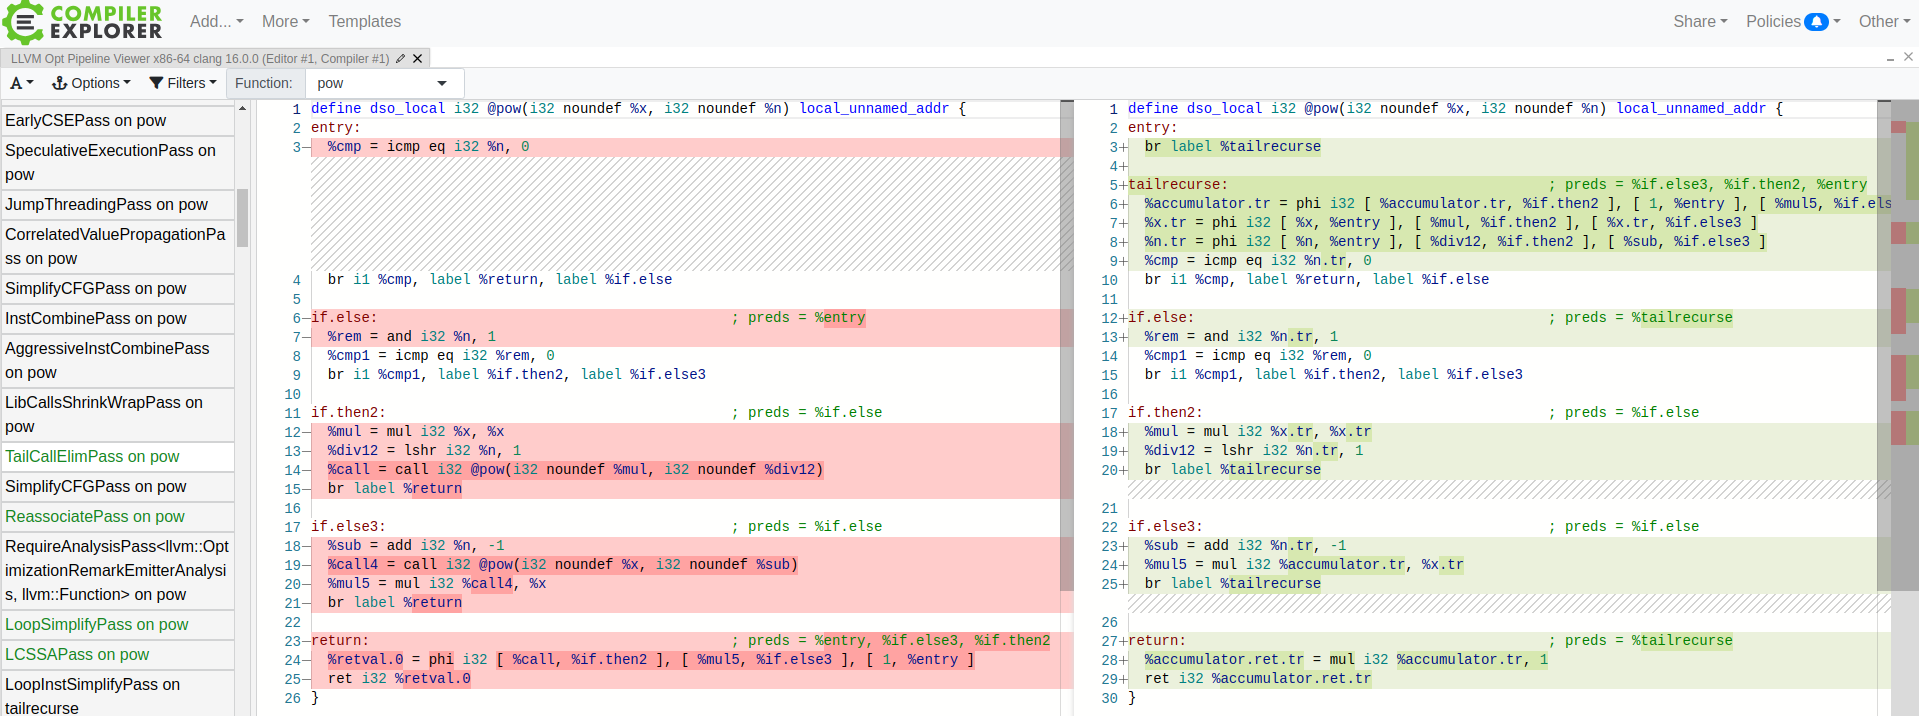 COMPILER
EXPLORER
Add... More Templates
Share Policies Other
LLVM Opt Pipeline Viewer x86-64 clang 16.0.0 (Editor #1, Compiler #1)
A Options Filters Function: pow
EarlyCSEPass on pow
SpeculativeExecutionPass on
pow
JumpThreadingPass on pow
CorrelatedValuePropagationPa
ss on pow
SimplifyCFGPass on pow
InstCombinePass on pow
AggressiveInstCombinePass
on pow
LibCallsShrinkWrapPass on
pow
TailCallElimPass on pow
SimplifyCFGPass on pow
ReassociatePass on pow
RequireAnalysisPass<llvm::Opt
imizationRemarkEmitterAnalysi
s, llvm::Function> on pow
LoopSimplifyPass on pow
LCSSAPass on pow
LoopInstSimplifyPass on
tailrecurse
1 define dso_local i32 @pow(i32 noundef %x, i32 noundef %n) local_unnamed_addr {
2 entry:
3− %cmp = icmp eq i32 %n, 0
4 br i1 %cmp, label %return, label %if.else
5
6− if.else: ; preds = %entry
7− %rem = and i32 %n, 1
8 %cmp1 = icmp eq i32 %rem, 0
9 br i1 %cmp1, label %if.then2, label %if.else3
10
11 if.then2: ; preds = %if.else
12− %mul = mul i32 %x, %x
13− %div12 = lshr i32 %n, 1
14− %call = call i32 @pow(i32 noundef %mul, i32 noundef %div12)
15− br label %return
16
17 if.else3: ; preds = %if.else
18− %sub = add i32 %n, -1
19− %call4 = call i32 @pow(i32 noundef %x, i32 noundef %sub)
20− %mul5 = mul i32 %call4, %x
21− br label %return
22
23− return: ; preds = %entry, %if.else3, %if.then2
24− %retval.0 = phi i32 [ %call, %if.then2 ], [ %mul5, %if.else3 ], [ 1, %entry ]
25− ret i32 %retval.0
26 }
1 define dso_local i32 @pow(i32 noundef %x, i32 noundef %n) local_unnamed_addr {
2 entry:
3+ br label %tailrecurse
4+
5+ tailrecurse: ; preds = %if.else3, %if.then2, %entry
6+ %accumulator.tr = phi i32 [ %accumulator.tr, %if.then2 ], [ 1, %entry ], [ %mul5, %if.els
7+ %x.tr = phi i32 [ %x, %entry ], [ %mul, %if.then2 ], [ %x.tr, %if.else3 ]
8+ %n.tr = phi i32 [ %n, %entry ], [ %div12, %if.then2 ], [ %sub, %if.else3 ]
9+ %cmp = icmp eq i32 %n.tr, 0
10 br i1 %cmp, label %return, label %if.else
11
12+ if.else: ; preds = %tailrecurse
13+ %rem = and i32 %n.tr, 1
14 %cmp1 = icmp eq i32 %rem, 0
15 br i1 %cmp1, label %if.then2, label %if.else3
16
17 if.then2: ; preds = %if.else
18+ %mul = mul i32 %x.tr, %x.tr
19+ %div12 = lshr i32 %n.tr, 1
20+ br label %tailrecurse
21
22 if.else3: ; preds = %if.else
23+ %sub = add i32 %n.tr, -1
24+ %mul5 = mul i32 %accumulator.tr, %x.tr
25+ br label %tailrecurse
26
27+ return: ; preds = %tailrecurse
28+ %accumulator.ret.tr = mul i32 %accumulator.tr, 1
29+ ret i32 %accumulator.ret.tr
30 }